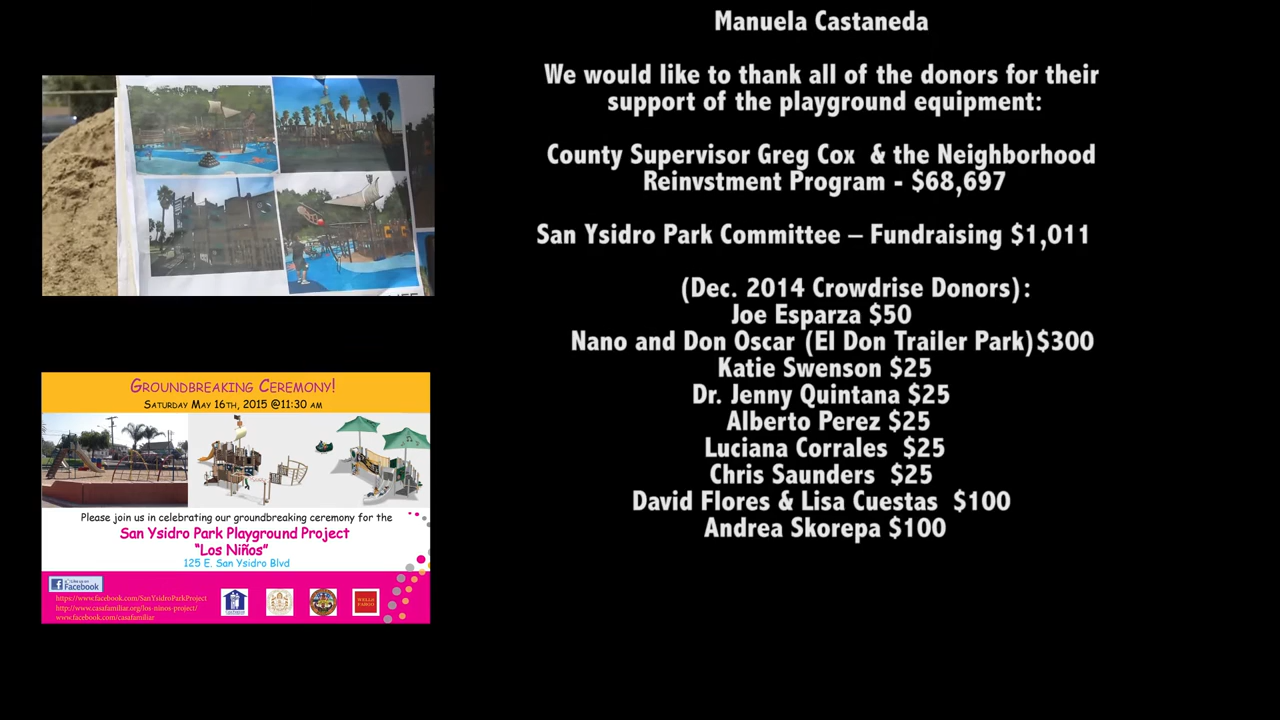 Manuela Castaneda
We would like to thank all of the donors for their
support of the playground equipment:
County Supervisor Greg Cox & the Neighborhood
Reinvstment Program - $68,697
San Ysidro Park Committee – Fundraising $1,011
(Dec. 2014 Crowdrise Donors):
Joe Esparza $50
Nano and Don Oscar (El Don Trailer Park)$300
Katie Swenson $25
Dr. Jenny Quintana $25
Alberto Perez $25
Luciana Corrales $25
Chris Saunders $25
David Flores & Lisa Cuestas $100
Andrea Skorepa $100
Groundbreaking Ceremony!
Saturday May 16th, 2015 @11:30 am
Please join us in celebrating our groundbreaking ceremony for the
San Ysidro Park Playground Project
"Los Niños"
125 E. San Ysidro Blvd
Facebook
https://www.facebook.com/SanYsidroParkProject
http://www.casafamiliar.org/los-ninos-project/
www.facebook.com/casafamiliar
WELLS
FARGO